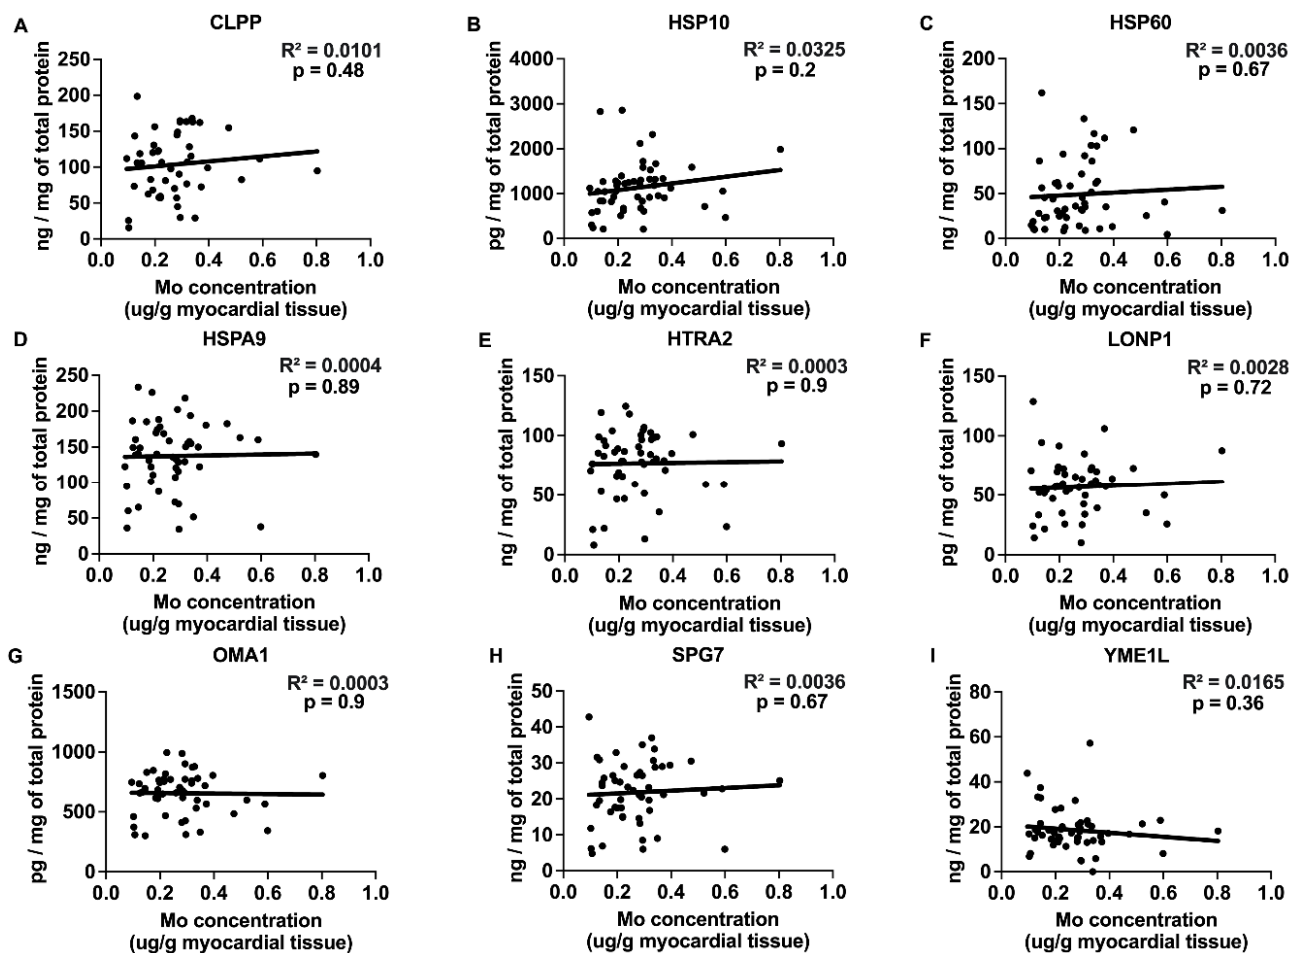 A CLPP
R² = 0.0101
p = 0.48
ng / mg of total protein
250
200
150
100
50
0
0.0 0.2 0.4 0.6 0.8 1.0
Mo concentration
(ug/g myocardial tissue)
B HSP10
R² = 0.0325
p = 0.2
pg / mg of total protein
4000
3000
2000
1000
0
0.0 0.2 0.4 0.6 0.8 1.0
Mo concentration
(ug/g myocardial tissue)
C HSP60
R² = 0.0036
p = 0.67
ng / mg of total protein
200
150
100
50
0
0.0 0.2 0.4 0.6 0.8 1.0
Mo concentration
(ug/g myocardial tissue)
D HSPA9
R² = 0.0004
p = 0.89
ng / mg of total protein
250
200
150
100
50
0
0.0 0.2 0.4 0.6 0.8 1.0
Mo concentration
(ug/g myocardial tissue)
E HTRA2
R² = 0.0003
p = 0.9
ng / mg of total protein
150
100
50
0
0.0 0.2 0.4 0.6 0.8 1.0
Mo concentration
(ug/g myocardial tissue)
F LONP1
R² = 0.0028
p = 0.72
pg / mg of total protein
150
100
50
0
0.0 0.2 0.4 0.6 0.8 1.0
Mo concentration
(ug/g myocardial tissue)
G OMA1
R² = 0.0003
p = 0.9
pg / mg of total protein
1500
1000
500
0
0.0 0.2 0.4 0.6 0.8 1.0
Mo concentration
(ug/g myocardial tissue)
H SPG7
R² = 0.0036
p = 0.67
ng / mg of total protein
50
40
30
20
10
0
0.0 0.2 0.4 0.6 0.8 1.0
Mo concentration
(ug/g myocardial tissue)
I YME1L
R² = 0.0165
p = 0.36
ng / mg of total protein
80
60
40
20
0
0.0 0.2 0.4 0.6 0.8 1.0
Mo concentration
(ug/g myocardial tissue)